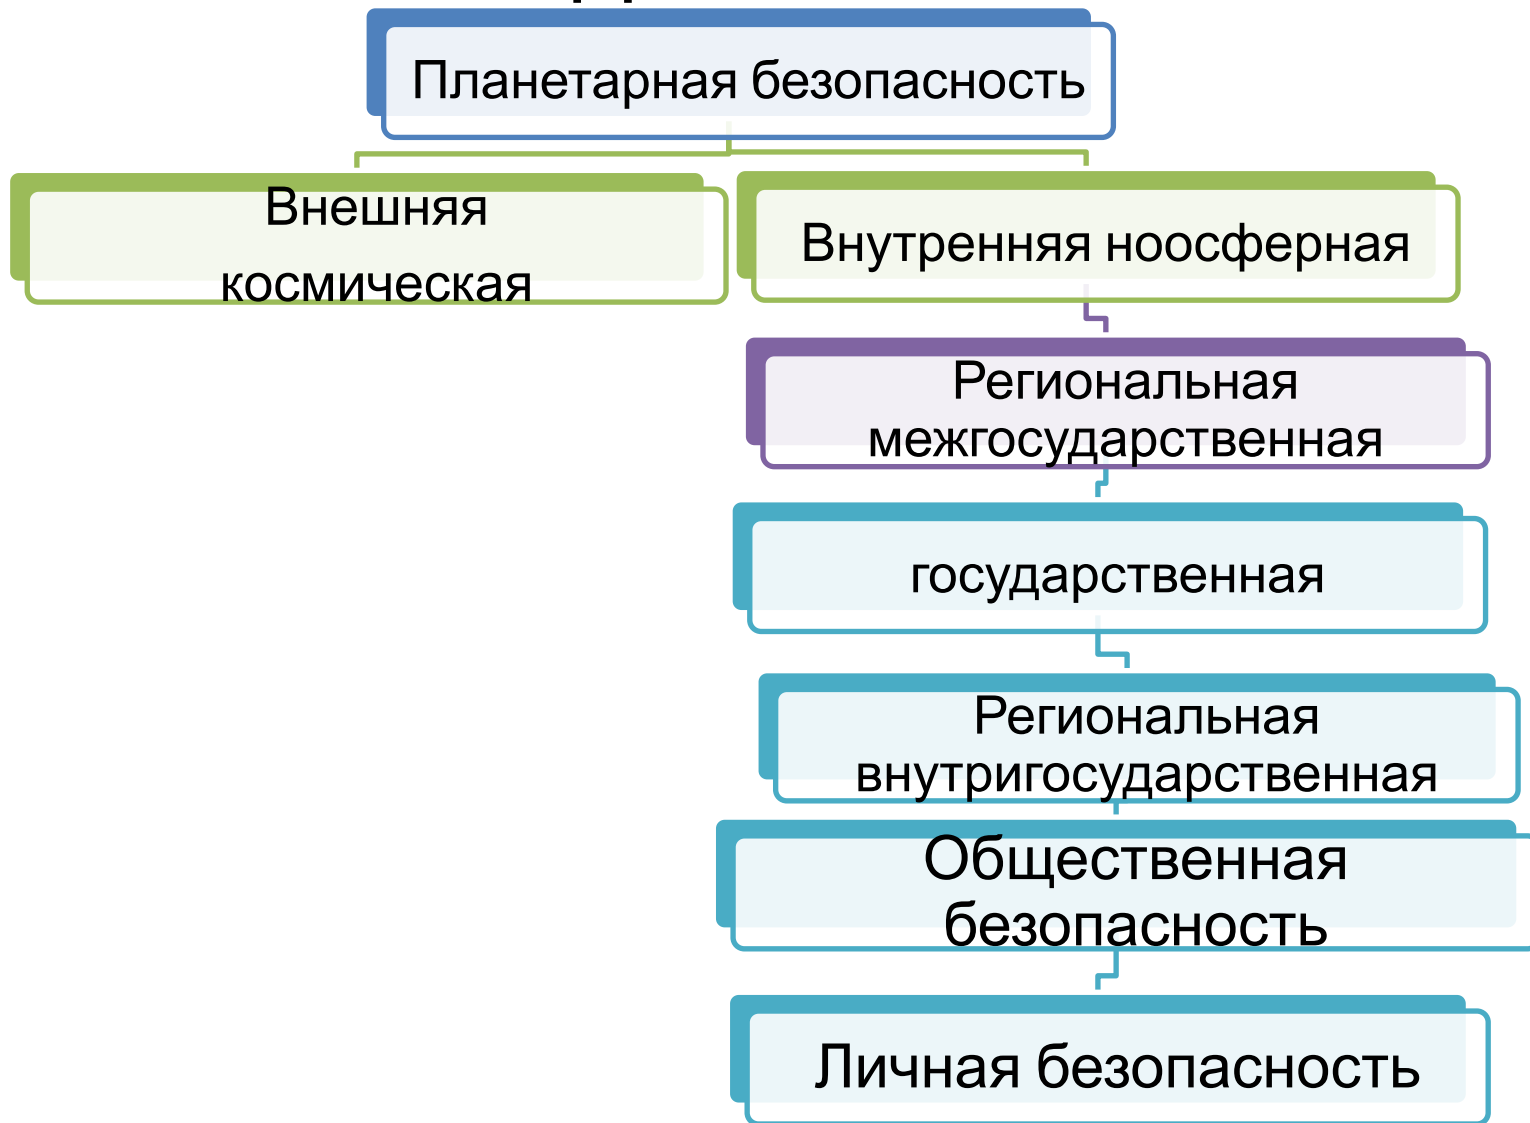 Планетарная безопасность
Внешняя
космическая
Внутренняя ноосферная
Региональная
межгосударственная
государственная
Региональная
внутригосударственная
Общественная
безопасность
Личная безопасность